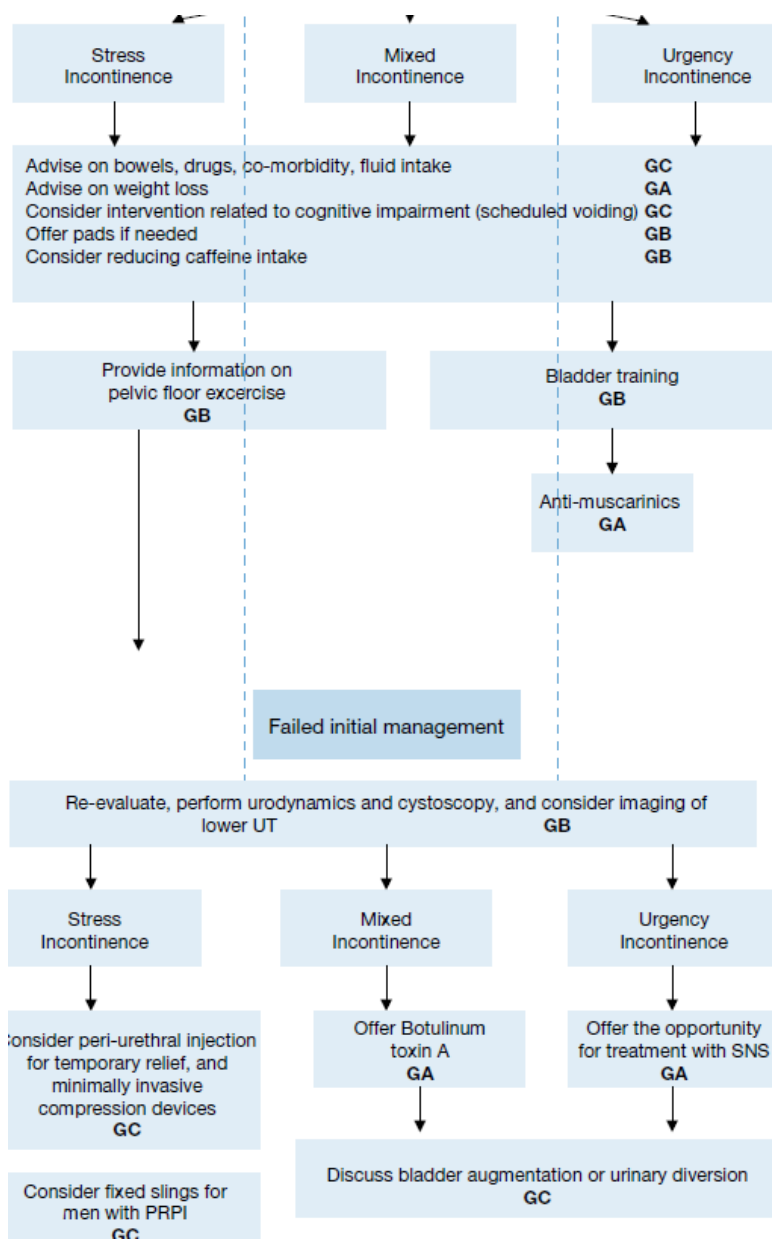 Stress
Incontinence
Mixed
Incontinence
Urgency
Incontinence
Advise on bowels, drugs, co-morbidity, fluid intake GC
Advise on weight loss GA
Consider intervention related to cognitive impairment (scheduled voiding) GC
Offer pads if needed GB
Consider reducing caffeine intake GB
Provide information on
pelvic floor excercise
GB
Bladder training
GB
Anti-muscarinics
GA
Failed initial management
Re-evaluate, perform urodynamics and cystoscopy, and consider imaging of
lower UT GB
Stress
Incontinence
Mixed
Incontinence
Urgency
Incontinence
Consider peri-urethral injection
for temporary relief, and
minimally invasive
compression devices
GC
Offer Botulinum
toxin A
GA
Offer the opportunity
for treatment with SNS
GA
Consider fixed slings for
men with PRPI
GC
Discuss bladder augmentation or urinary diversion
GC